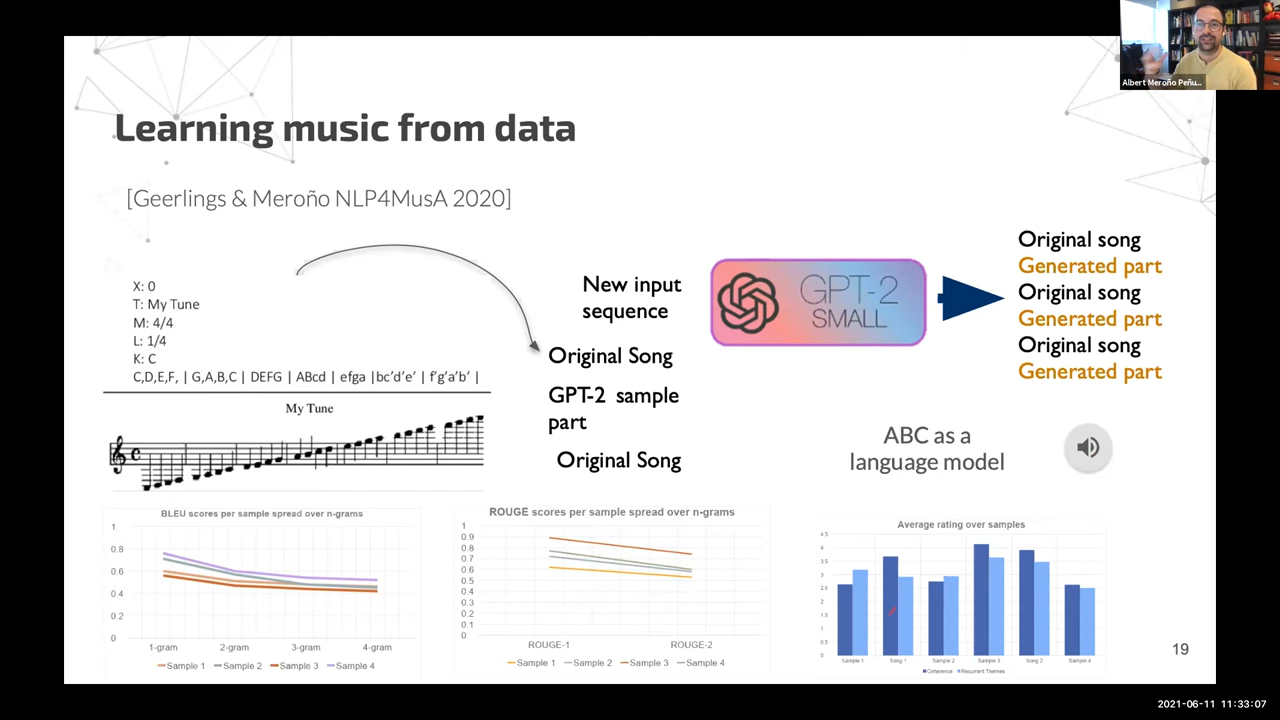 Albert Meroño Peñu...
Learning music from data
[Geerlings & Meroño NLP4MusA 2020]
X: 0
T: My Tune
M: 4/4
L: 1/4
K: C
C,D,E,F, | G,A,B,C | DEFG | ABcd | efga |bc'd'e' | f'g'a'b' |
My Tune
New input
sequence
Original Song
GPT-2 sample
part
Original Song
GPT-2
SMALL
Original song
Generated part
Original song
Generated part
Original song
Generated part
ABC as a
language model
BLEU scores per sample spread over n-grams
1
0.8
0.6
0.4
0.2
0
1-gram 2-gram 3-gram 4-gram
Sample 1 Sample 2 Sample 3 Sample 4
ROUGE scores per sample spread over n-grams
1
0.9
0.8
0.7
0.6
0.5
0.4
0.3
0.2
0.1
0
ROUGE-1 ROUGE-2
Sample 1 Sample 2 Sample 3 Sample 4
Average rating over samples
4.5
4
3.5
3
2.5
2
1.5
1
0.5
0
Sample 1 Song 1 Sample 2 Sample 3 Song 2 Sample 4
Coherence Recurrent Themes
19
2021-06-11 11:33:07